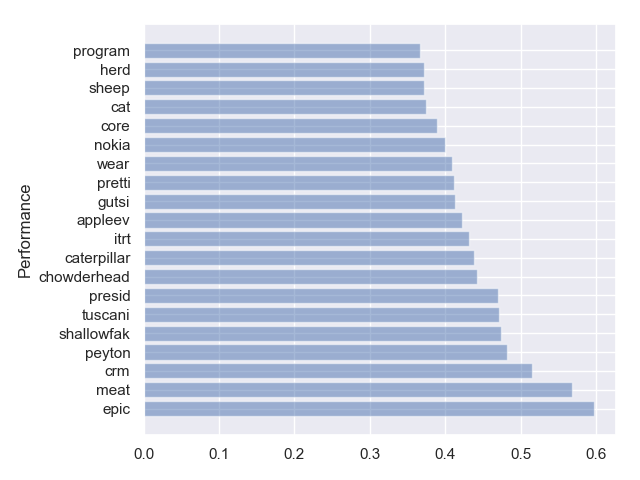 program
herd
sheep
cat
core
nokia
wear
pretti
gutsi
appleev
itrt
caterpillar
chowderhead
presid
tuscani
shallowfak
peyton
crm
meat
epic
Performance
0.0 0.1 0.2 0.3 0.4 0.5 0.6